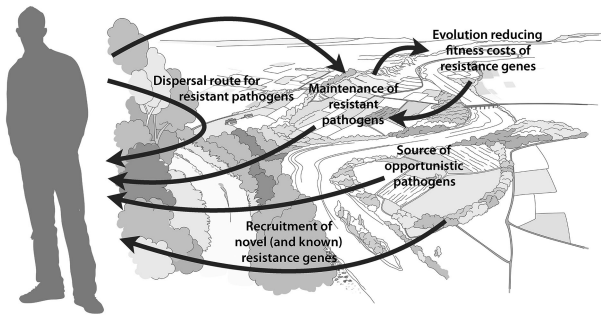 Evolution reducing
fitness costs of
resistance genes
Dispersal route for
resistant pathogens
Maintenance of
resistant
pathogens
Source of
opportunistic
pathogens
Recruitment of
novel (and known)
resistance genes